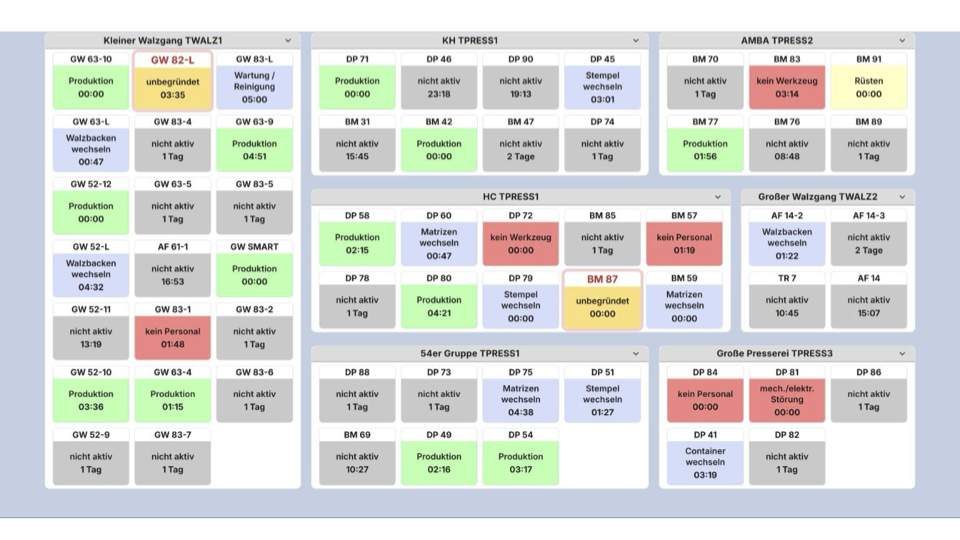 Kleiner Walzgang TWALZ1
GW 63-10
Produktion
00:00
GW 82-L
unbegründet
03:35
GW 83-L
Wartung /
Reinigung
05:00
GW 63-L
Walzbacken
wechseln
00:47
GW 83-4
nicht aktiv
1 Tag
GW 63-9
Produktion
04:51
GW 52-12
Produktion
00:00
GW 63-5
nicht aktiv
1 Tag
GW 83-5
nicht aktiv
1 Tag
GW 52-L
Walzbacken
wechseln
04:32
AF 61-1
nicht aktiv
16:53
GW SMART
Produktion
00:00
GW 52-11
nicht aktiv
13:19
GW 83-1
kein Personal
01:48
GW 83-2
nicht aktiv
1 Tag
GW 52-10
Produktion
03:36
GW 63-4
Produktion
01:15
GW 83-6
nicht aktiv
1 Tag
GW 52-9
nicht aktiv
1 Tag
GW 83-7
nicht aktiv
1 Tag
KH TPRESS1
DP 71
Produktion
00:00
DP 46
nicht aktiv
23:18
DP 90
nicht aktiv
19:13
DP 45
Stempel
wechseln
03:01
BM 31
nicht aktiv
15:45
BM 42
Produktion
00:00
BM 47
nicht aktiv
2 Tage
DP 74
nicht aktiv
1 Tag
AMBA TPRESS2
BM 70
nicht aktiv
1 Tag
BM 83
kein Werkzeug
03:14
BM 91
Rüsten
00:00
BM 77
Produktion
01:56
BM 76
nicht aktiv
08:48
BM 89
nicht aktiv
1 Tag
HC TPRESS1
DP 58
Produktion
02:15
DP 60
Matrizen
wechseln
00:47
DP 72
kein Werkzeug
00:00
BM 85
nicht aktiv
1 Tag
BM 57
kein Personal
01:19
DP 78
nicht aktiv
1 Tag
DP 80
Produktion
04:21
DP 79
Stempel
wechseln
00:00
BM 87
unbegründet
00:00
BM 59
Matrizen
wechseln
00:00
Großer Walzgang TWALZ2
AF 14-2
Walzbacken
wechseln
01:22
AF 14-3
nicht aktiv
2 Tage
TR 7
nicht aktiv
10:45
AF 14
nicht aktiv
15:07
54er Gruppe TPRESS1
DP 88
nicht aktiv
1 Tag
DP 73
nicht aktiv
1 Tag
DP 75
Matrizen
wechseln
04:38
DP 51
Stempel
wechseln
01:27
BM 69
nicht aktiv
10:27
DP 49
Produktion
02:16
DP 54
Produktion
03:17
Große Presserei TPRESS3
DP 84
kein Personal
00:00
DP 81
mech./elektr.
Störung
00:00
DP 86
nicht aktiv
1 Tag
DP 41
Container
wechseln
03:19
DP 82
nicht aktiv
1 Tag